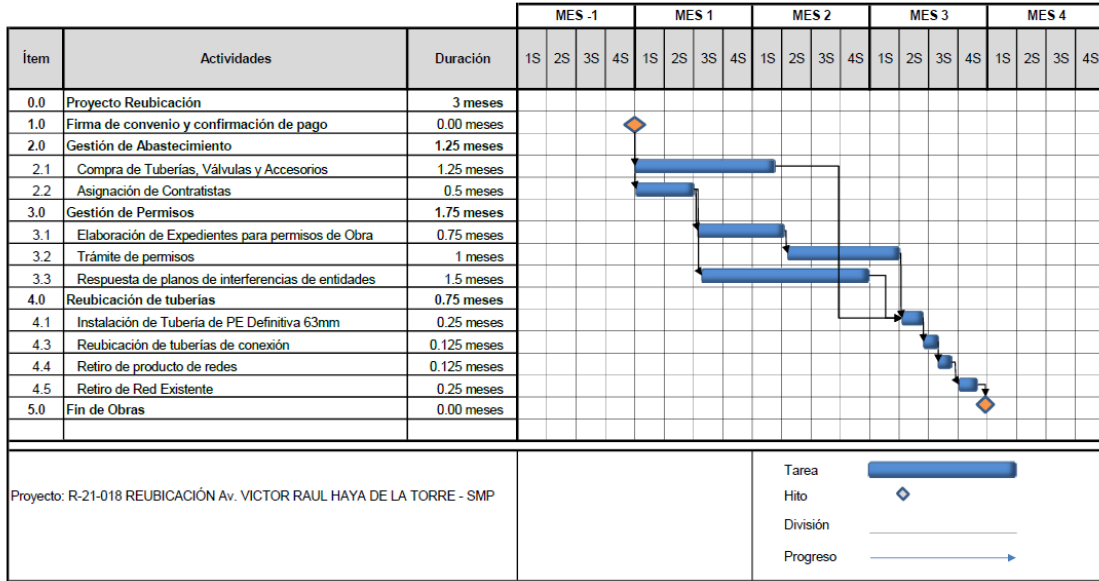 MES -1 MES 1 MES 2 MES 3 MES 4
Ítem Actividades Duración 1S 2S 3S 4S 1S 2S 3S 4S 1S 2S 3S 4S 1S 2S 3S 4S 1S 2S 3S 4S
0.0 Proyecto Reubicación 3 meses
1.0 Firma de convenio y confirmación de pago 0.00 meses
2.0 Gestión de Abastecimiento 1.25 meses
2.1 Compra de Tuberías, Válvulas y Accesorios 1.25 meses
2.2 Asignación de Contratistas 0.5 meses
3.0 Gestión de Permisos 1.75 meses
3.1 Elaboración de Expedientes para permisos de Obra 0.75 meses
3.2 Trámite de permisos 1 meses
3.3 Respuesta de planos de interferencias de entidades 1.5 meses
4.0 Reubicación de tuberías 0.75 meses
4.1 Instalación de Tubería de PE Definitiva 63mm 0.25 meses
4.3 Reubicación de tuberías de conexión 0.125 meses
4.4 Retiro de producto de redes 0.125 meses
4.5 Retiro de Red Existente 0.25 meses
5.0 Fin de Obras 0.00 meses
Proyecto: R-21-018 REUBICACIÓN Av. VICTOR RAUL HAYA DE LA TORRE - SMP
Tarea
Hito
División
Progreso